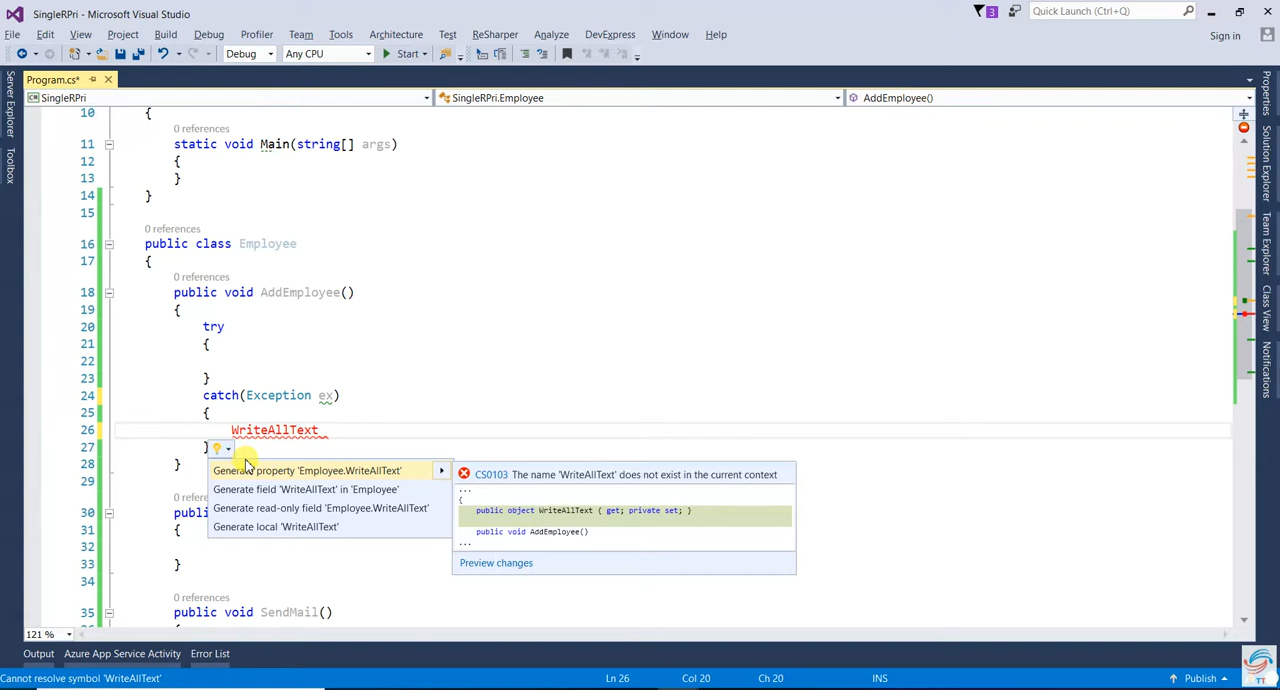 SingleRPri - Microsoft Visual Studio
3
Quick Launch (Ctrl+Q)
File Edit View Project Build Debug Profiler Team Tools Architecture Test ReSharper Analyze DevExpress Window Help
Sign in
Debug Any CPU Start
Program.cs*
SingleRPri SingleRPri.Employee AddEmployee()
Server Explorer
Toolbox
Properties
Solution Explorer
Team Explorer
Class View
Notifications
10 {
0 references
11 static void Main(string[] args)
12 {
13 }
14 }
15
0 references
16 public class Employee
17 {
0 references
18 public void AddEmployee()
19 {
20 try
21 {
22
23 }
24 catch(Exception ex)
25 {
26 WriteAllText
27 }
28 }
29
30
31 {
32
33 }
34
0 references
35 public void SendMail()
Generate property 'Employee.WriteAllText'
Generate field 'WriteAllText' in 'Employee'
Generate read-only field 'Employee.WriteAllText'
Generate local 'WriteAllText'
CS0103 The name 'WriteAllText' does not exist in the current context
...
{
public object WriteAllText { get; private set; }
public void AddEmployee()
...
Preview changes
121 %
Output Azure App Service Activity Error List
Cannot resolve symbol 'WriteAllText' Ln 26 Col 20 Ch 20 INS Publish